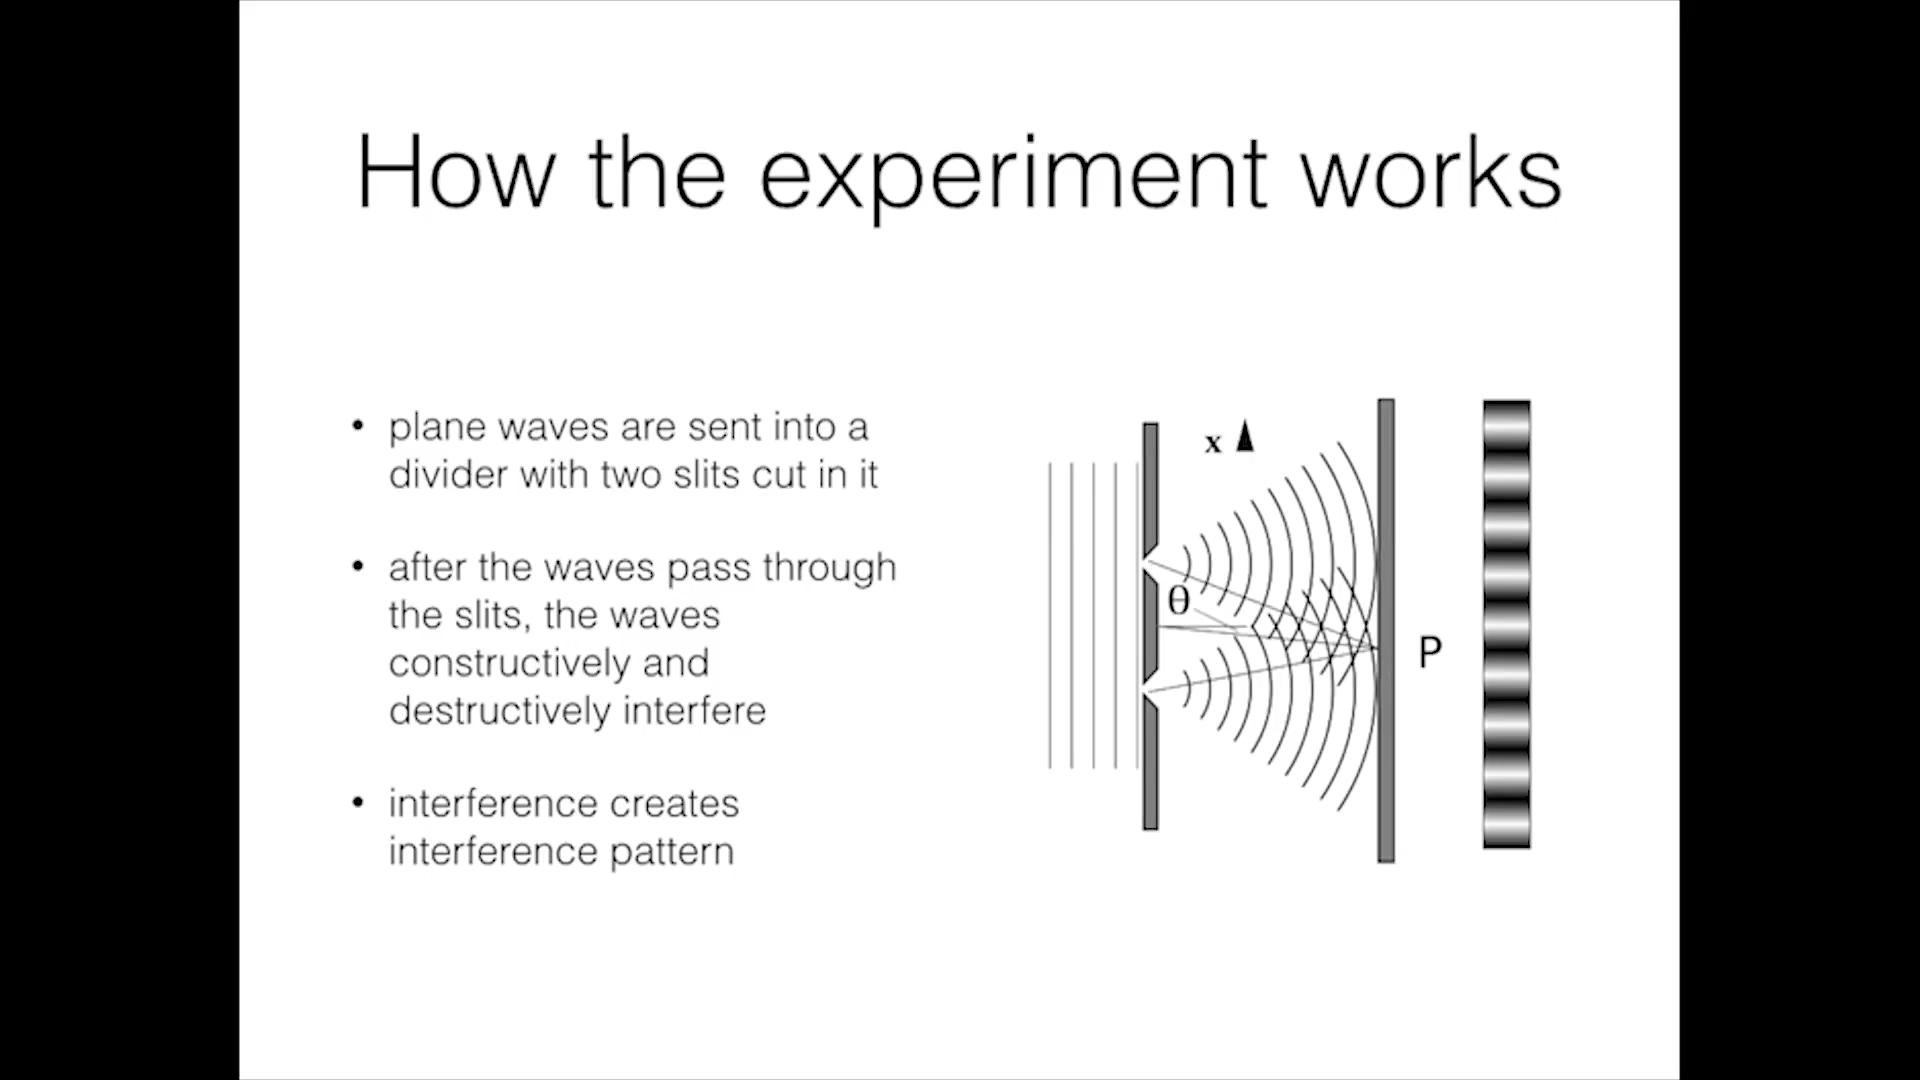 How the experiment works
• plane waves are sent into a
divider with two slits cut in it
• after the waves pass through
the slits, the waves
constructively and
destructively interfere
• interference creates
interference pattern
x
θ
P